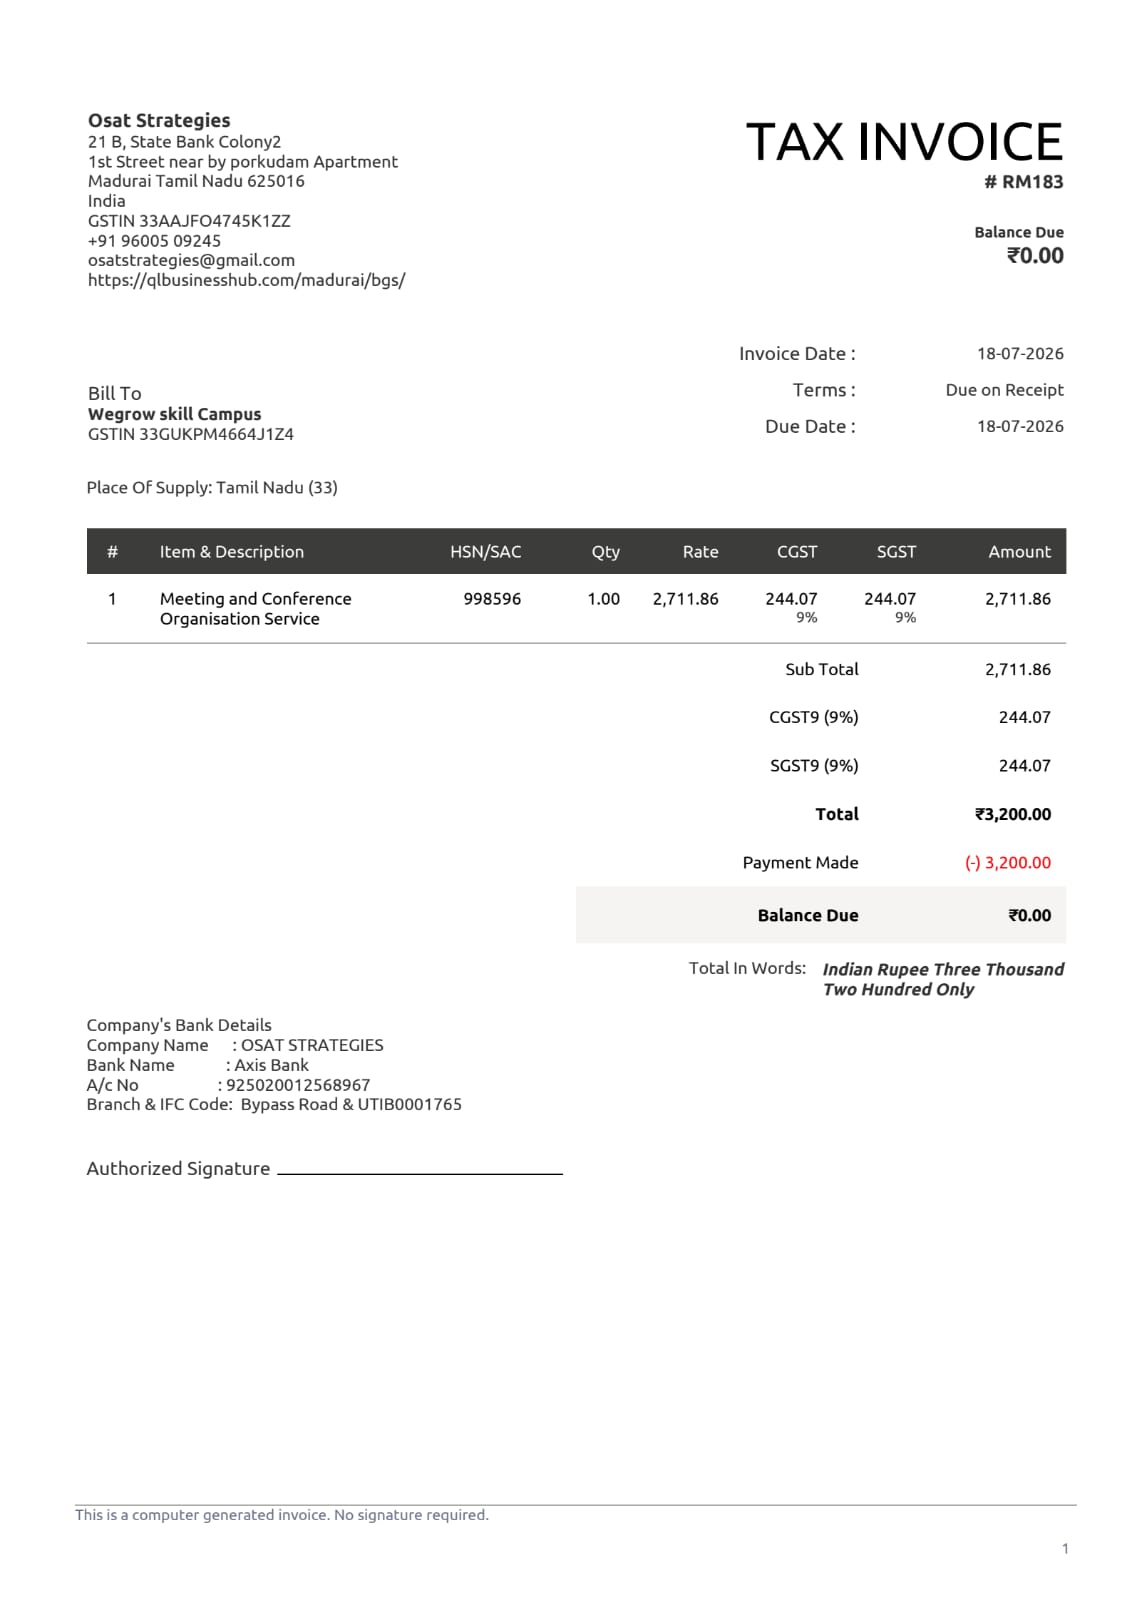 Osat Strategies
21 B, State Bank Colony2
1st Street near by porkudam Apartment
Madurai Tamil Nadu 625016
India
GSTIN 33AAJFO4745K1ZZ
+91 96005 09245
osatstrategies@gmail.com
https://qlbusinesshub.com/madurai/bgs/
TAX INVOICE
# RM183
Balance Due
₹0.00
Invoice Date : 18-07-2026
Terms : Due on Receipt
Due Date : 18-07-2026
Bill To
Wegrow skill Campus
GSTIN 33GUKPM4664J1Z4
Place Of Supply: Tamil Nadu (33)
# Item & Description HSN/SAC Qty Rate CGST SGST Amount
1 Meeting and Conference 998596 1.00 2,711.86 244.07 244.07 2,711.86
Organisation Service 9% 9%
Sub Total 2,711.86
CGST9 (9%) 244.07
SGST9 (9%) 244.07
Total ₹3,200.00
Payment Made (-) 3,200.00
Balance Due ₹0.00
Total In Words: Indian Rupee Three Thousand
Two Hundred Only
Company's Bank Details
Company Name : OSAT STRATEGIES
Bank Name : Axis Bank
A/c No : 925020012568967
Branch & IFC Code: Bypass Road & UTIB0001765
Authorized Signature
This is a computer generated invoice. No signature required.
1